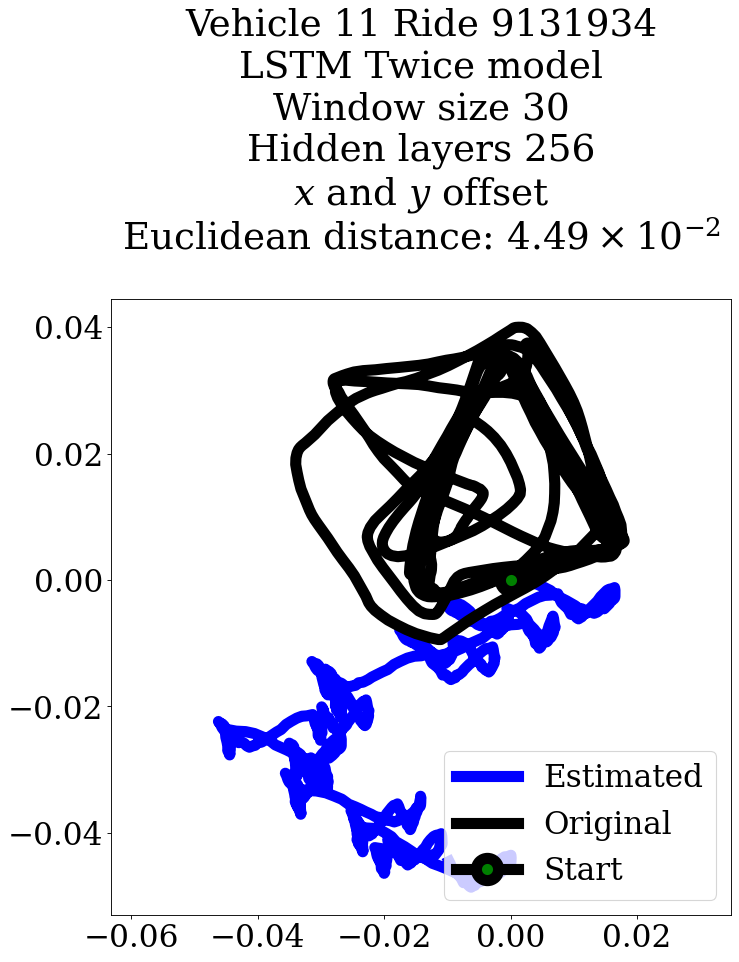 Vehicle 11 Ride 9131934
LSTM Twice model
Window size 30
Hidden layers 256
x and y offset
Euclidean distance: 4.49 × 10⁻²
0.04
0.02
0.00
−0.02
−0.04
Estimated
Original
Start
−0.06 −0.04 −0.02 0.00 0.02